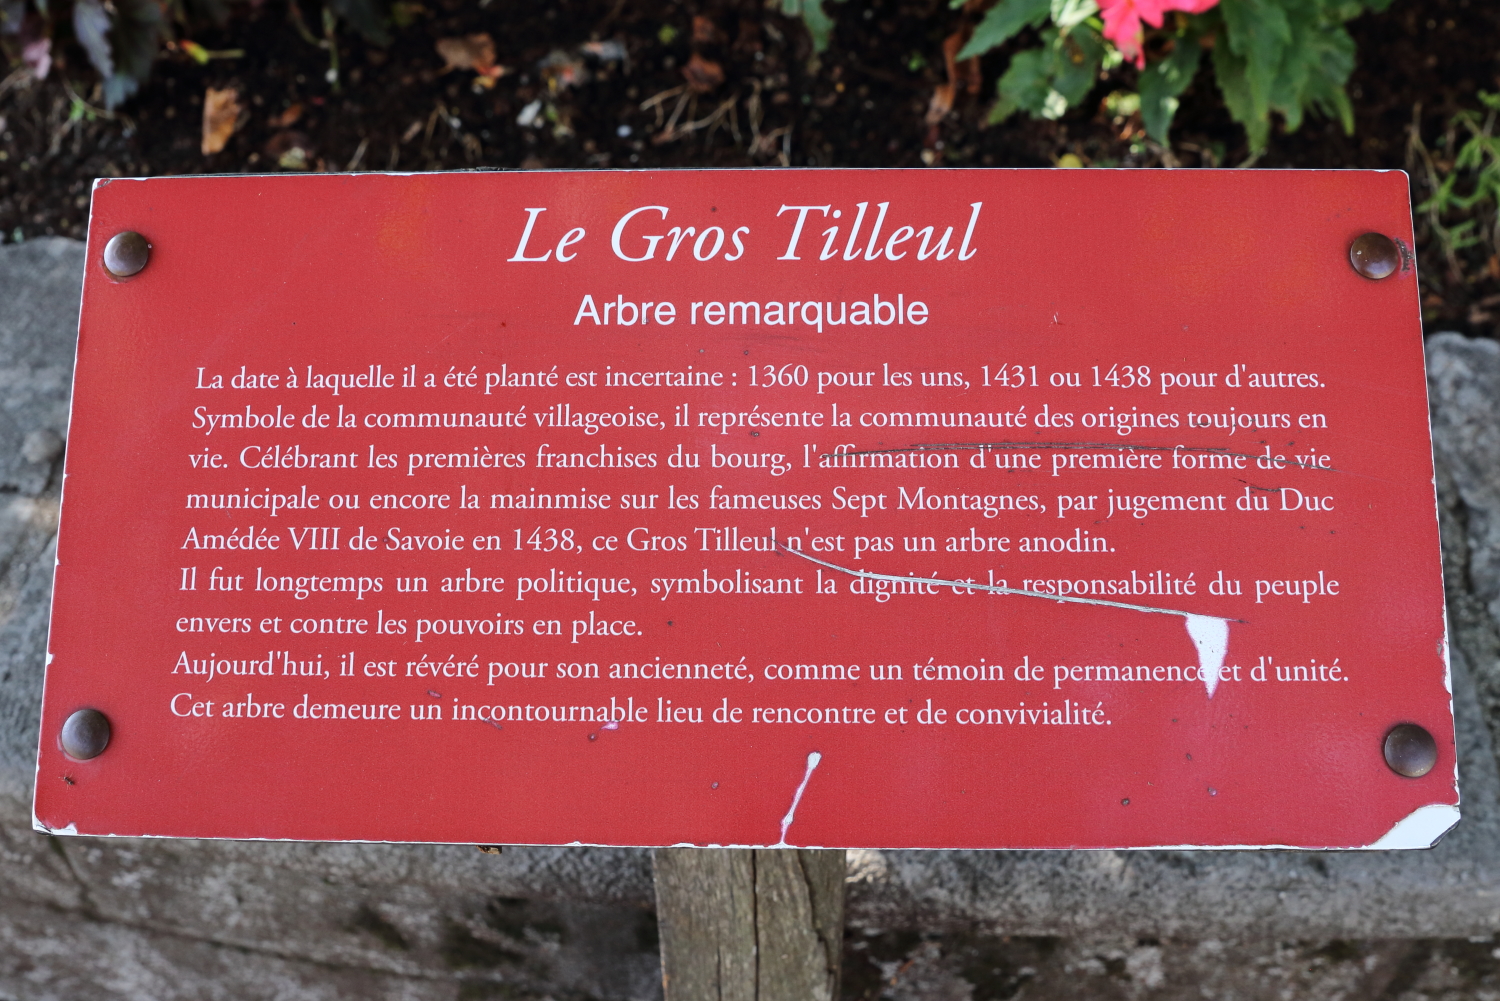 Le Gros Tilleul
Arbre remarquable
La date à laquelle il a été planté est incertaine : 1360 pour les uns, 1431 ou 1438 pour d'autres.
Symbole de la communauté villageoise, il représente la communauté des origines toujours en
vie. Célébrant les premières franchises du bourg, l'affirmation d'une première forme de vie
municipale ou encore la mainmise sur les fameuses Sept Montagnes, par jugement du Duc
Amédée VIII de Savoie en 1438, ce Gros Tilleul n'est pas un arbre anodin.
Il fut longtemps un arbre politique, symbolisant la dignité et la responsabilité du peuple
envers et contre les pouvoirs en place.
Aujourd'hui, il est révéré pour son ancienneté, comme un témoin de permanence et d'unité.
Cet arbre demeure un incontournable lieu de rencontre et de convivialité.